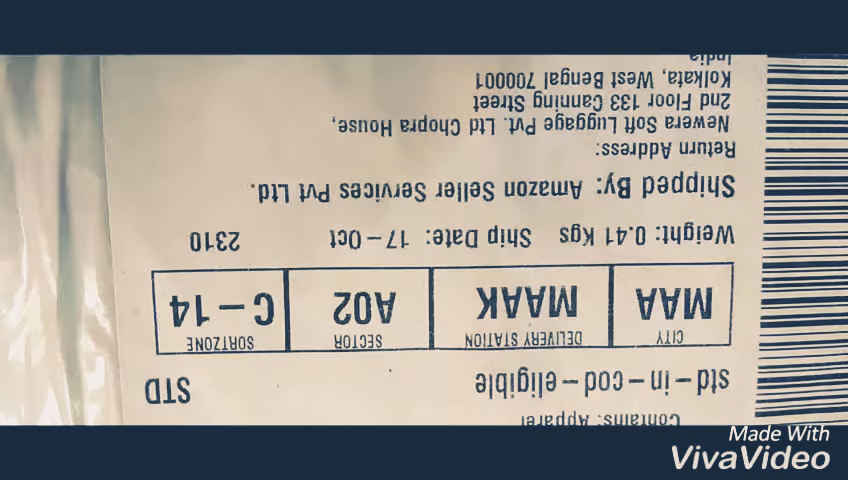 Contains: Apparel
std-in-cod-eligible STD
CITY DELIVERY STATION SECTOR SORTZONE
MAA MAAK A02 C-14
Weight: 0.41 Kgs Ship Date: 17-Oct 2310
Shipped By: Amazon Seller Services Pvt Ltd.
Return Address:
Newera Soft Luggage Pvt. Ltd Chopra House,
2nd Floor 133 Canning Street
Kolkata, West Bengal 700001
India
Made With
VivaVideo